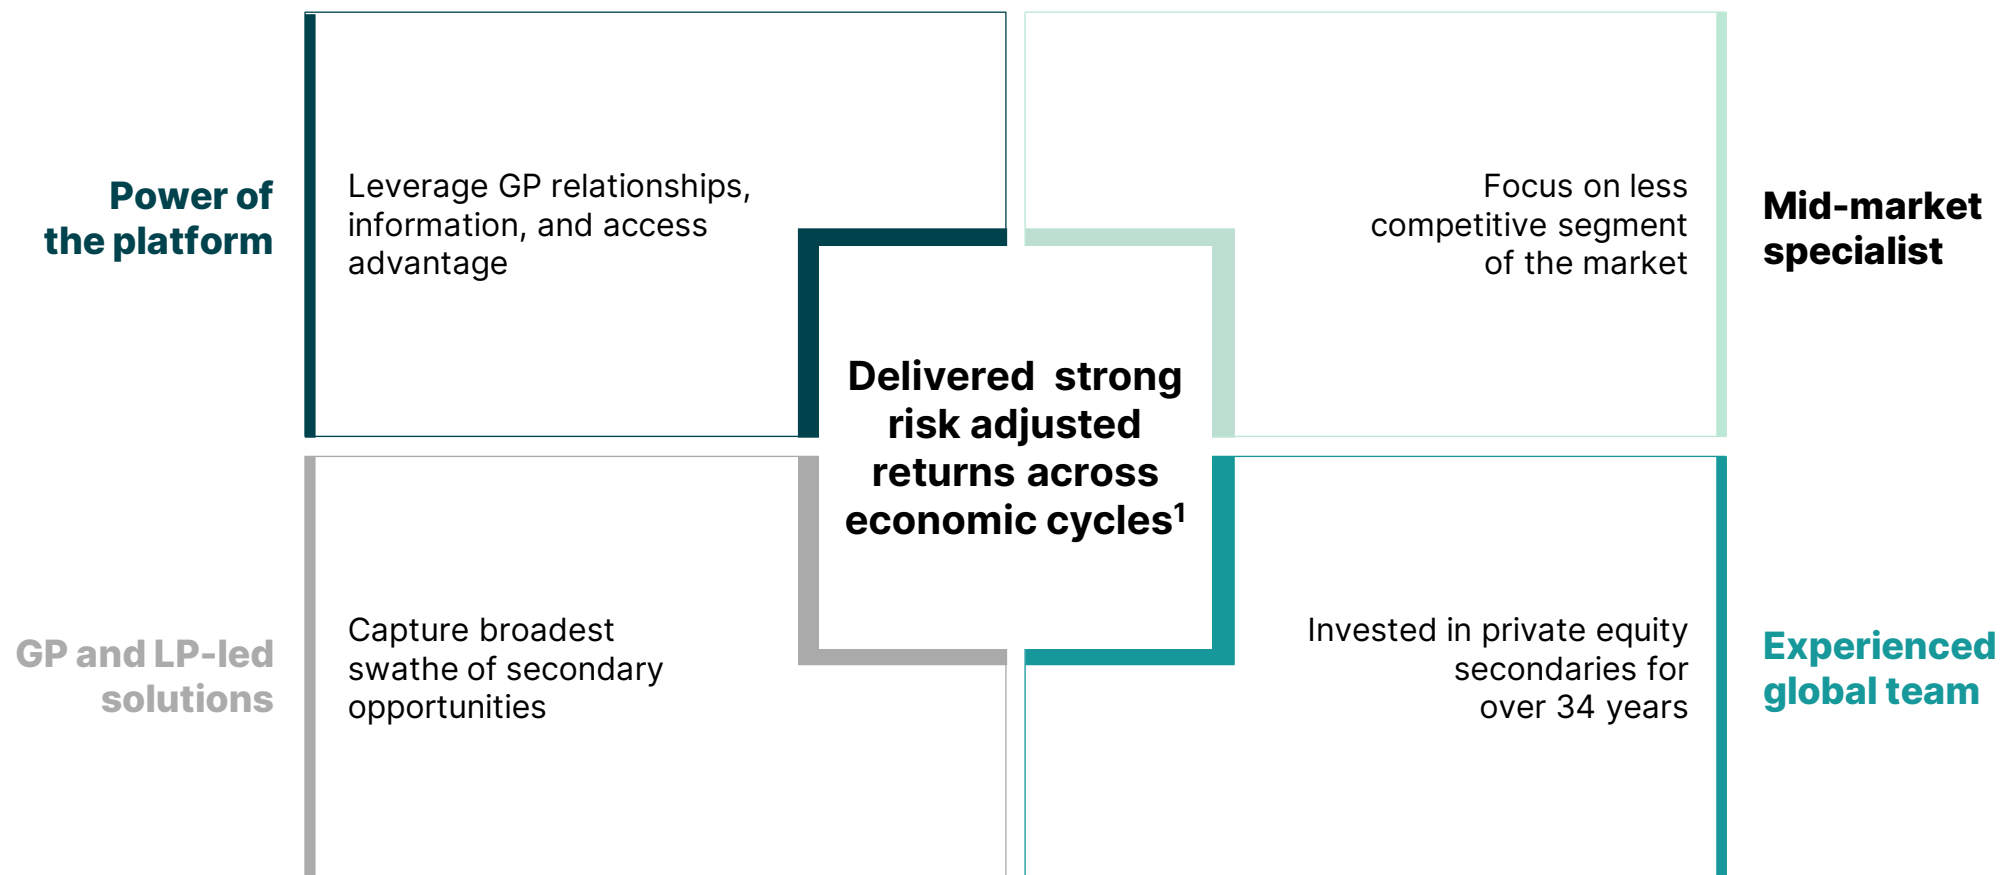 Power of
the platform
Leverage GP relationships,
information, and access
advantage
Focus on less
competitive segment
of the market
Mid-market
specialist
Delivered  strong
risk adjusted
returns across
economic cycles¹
GP and LP-led
solutions
Capture broadest
swathe of secondary
opportunities
Invested in private equity
secondaries for
over 34 years
Experienced
global team